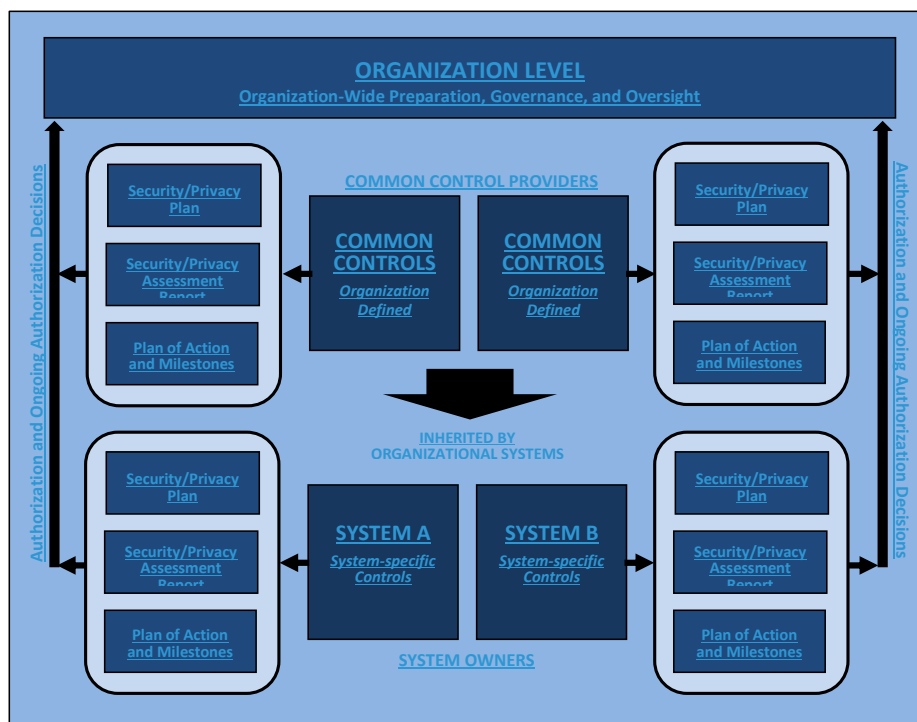 ORGANIZATION LEVEL
Organization-Wide Preparation, Governance, and Oversight
Authorization and Ongoing Authorization Decisions
Security/Privacy
Plan
Security/Privacy
Assessment
Report
Plan of Action
and Milestones
COMMON CONTROL PROVIDERS
COMMON
CONTROLS
Organization
Defined
COMMON
CONTROLS
Organization
Defined
Security/Privacy
Plan
Security/Privacy
Assessment
Report
Plan of Action
and Milestones
Authorization and Ongoing Authorization Decisions
INHERITED BY
ORGANIZATIONAL SYSTEMS
Security/Privacy
Plan
Security/Privacy
Assessment
Report
Plan of Action
and Milestones
SYSTEM A
System-specific
Controls
SYSTEM B
System-specific
Controls
SYSTEM OWNERS
Security/Privacy
Plan
Security/Privacy
Assessment
Report
Plan of Action
and Milestones